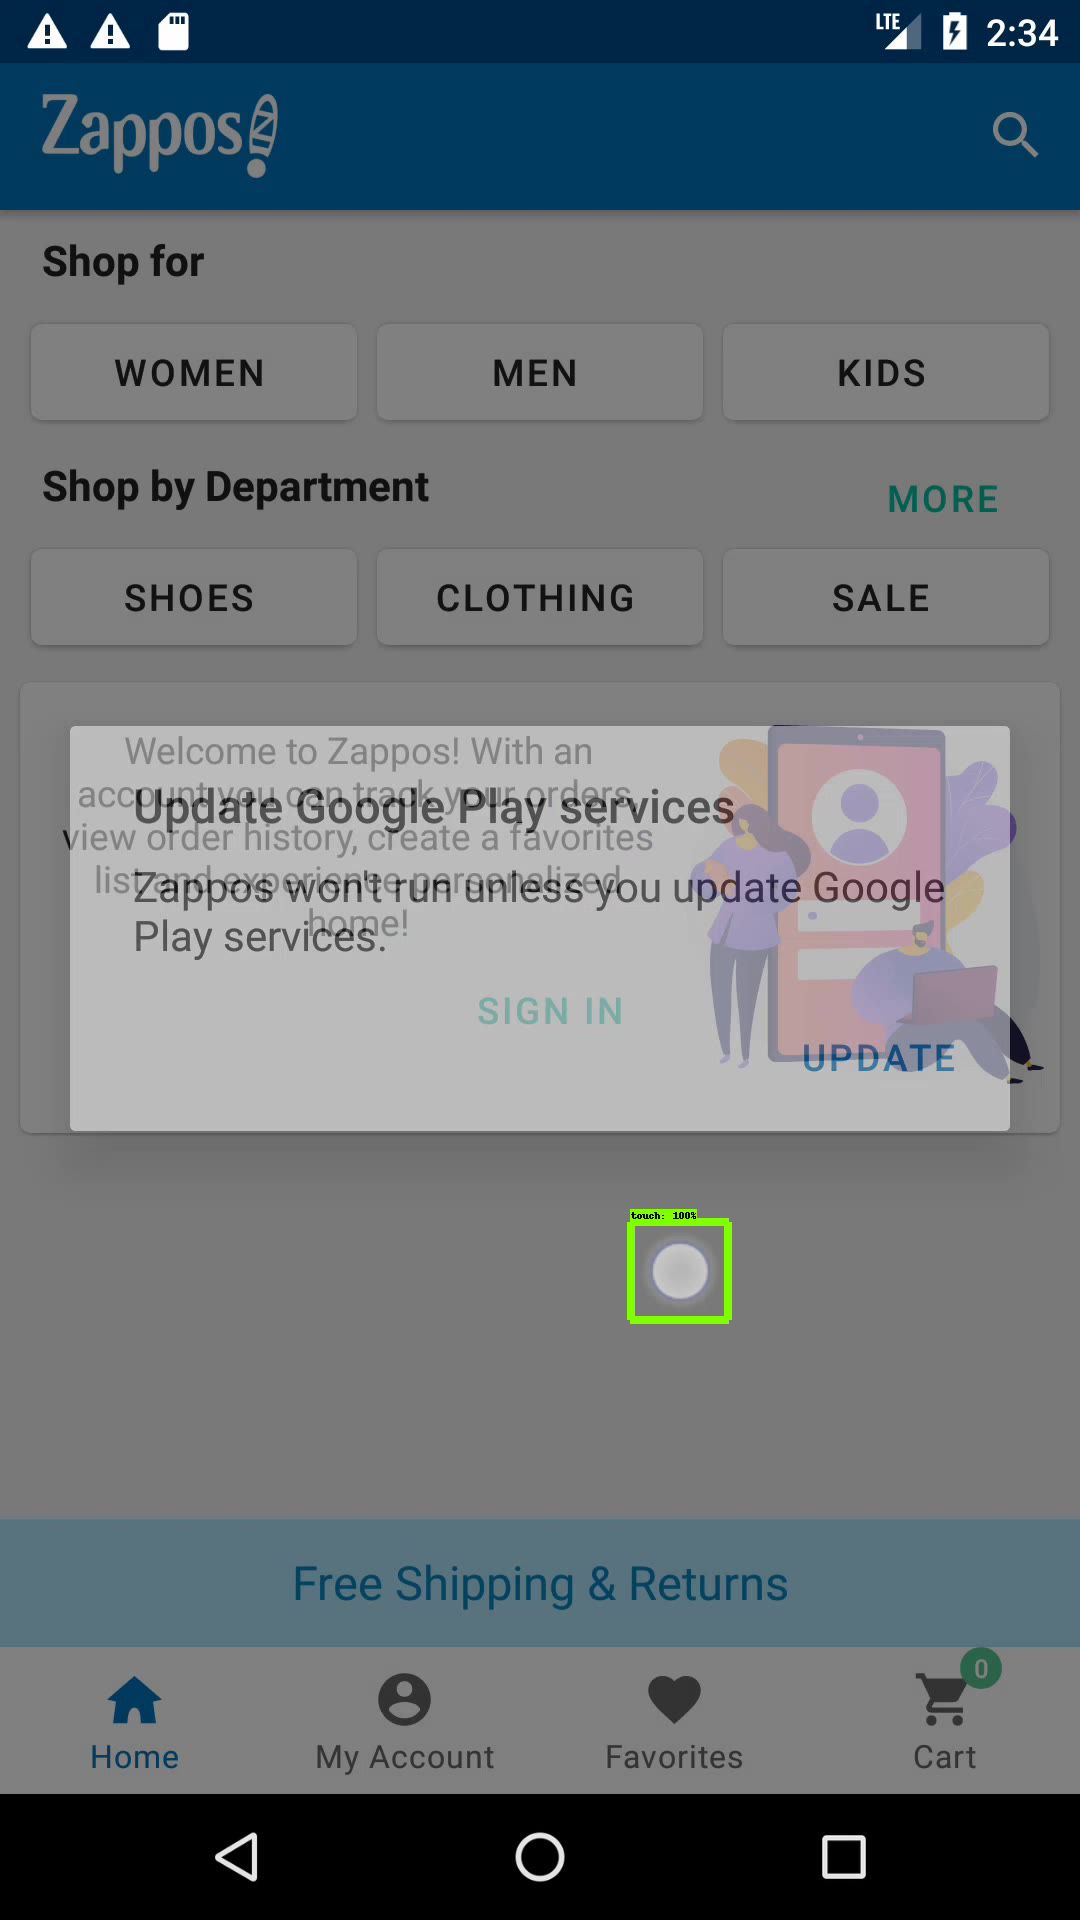 LTE 2:34
Zappos!
Shop for
WOMEN MEN KIDS
Shop by Department MORE
SHOES CLOTHING SALE
Welcome to Zappos! With an
account you can track your orders,
Update Google Play services
view order history, create a favorites
list and experience personalized
Zappos won't run unless you update Google
home!
Play services.
SIGN IN
UPDATE
touch: 100%
Free Shipping & Returns
0
Home My Account Favorites Cart